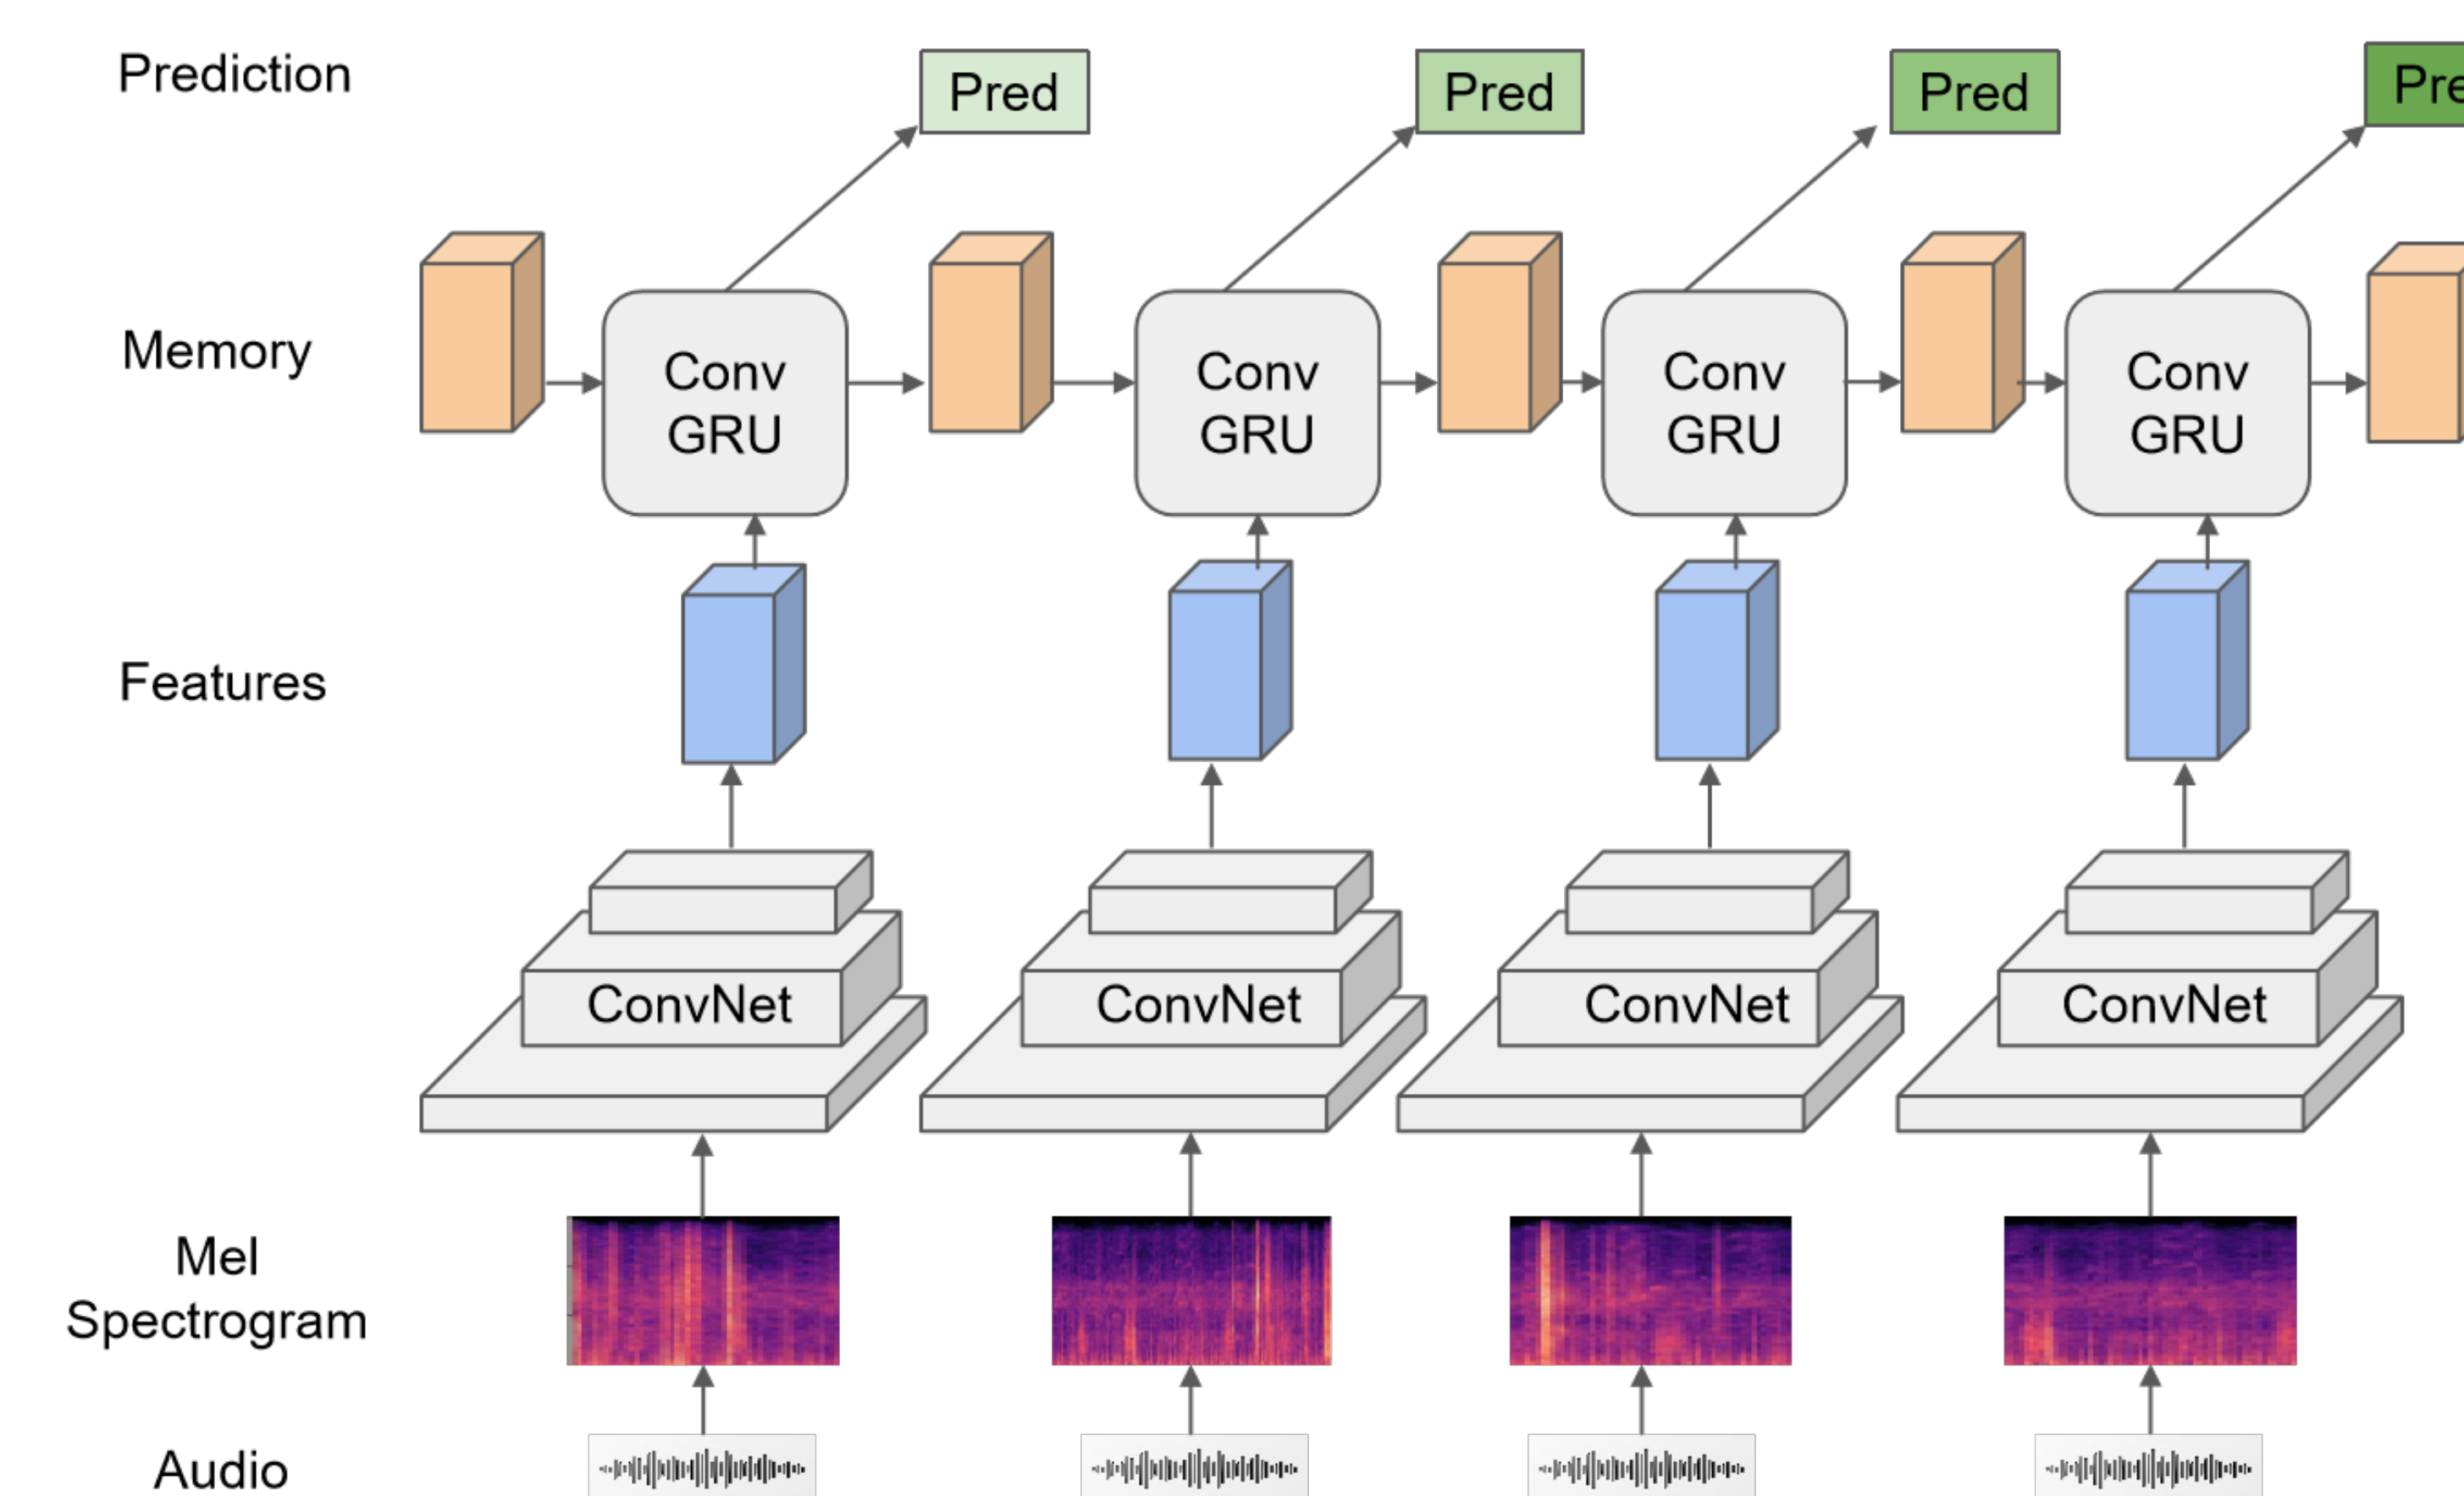 Prediction
Pred Pred Pred Pre
Memory
Conv Conv Conv Conv
GRU GRU GRU GRU
Features
ConvNet ConvNet ConvNet ConvNet
Mel
Spectrogram
Audio